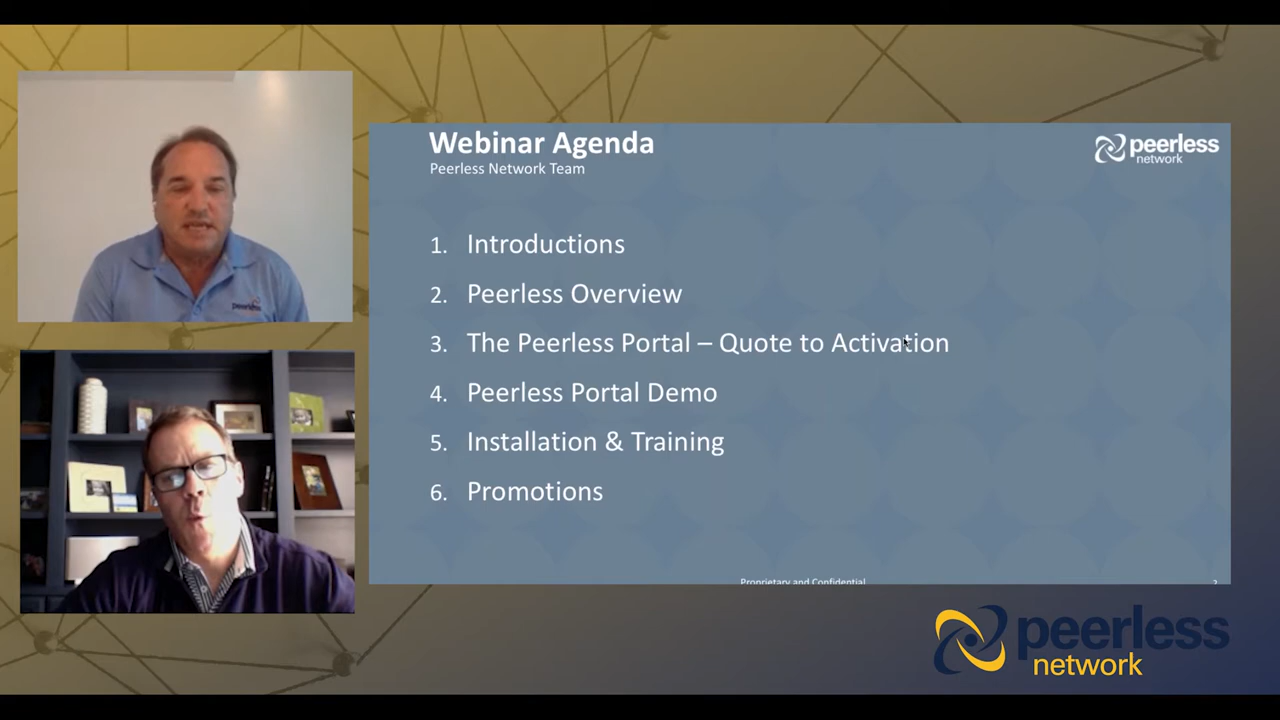 Webinar Agenda
Peerless Network Team
peerless
network
1. Introductions
2. Peerless Overview
3. The Peerless Portal – Quote to Activation
4. Peerless Portal Demo
5. Installation & Training
6. Promotions
Proprietary and Confidential
peerless
peerless
network